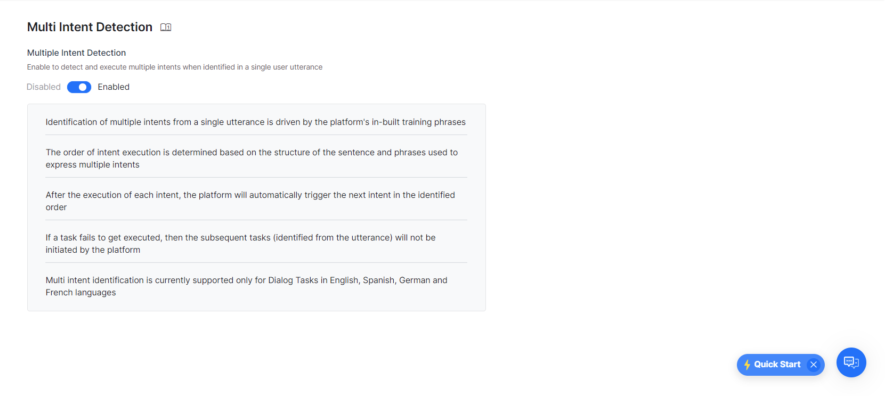 Multi Intent Detection
Multiple Intent Detection
Enable to detect and execute multiple intents when identified in a single user utterance
Disabled Enabled
Identification of multiple intents from a single utterance is driven by the platform's in-built training phrases
The order of intent execution is determined based on the structure of the sentence and phrases used to
express multiple intents
After the execution of each intent, the platform will automatically trigger the next intent in the identified
order
If a task fails to get executed, then the subsequent tasks (identified from the utterance) will not be
initiated by the platform
Multi intent identification is currently supported only for Dialog Tasks in English, Spanish, German and
French languages
Quick Start